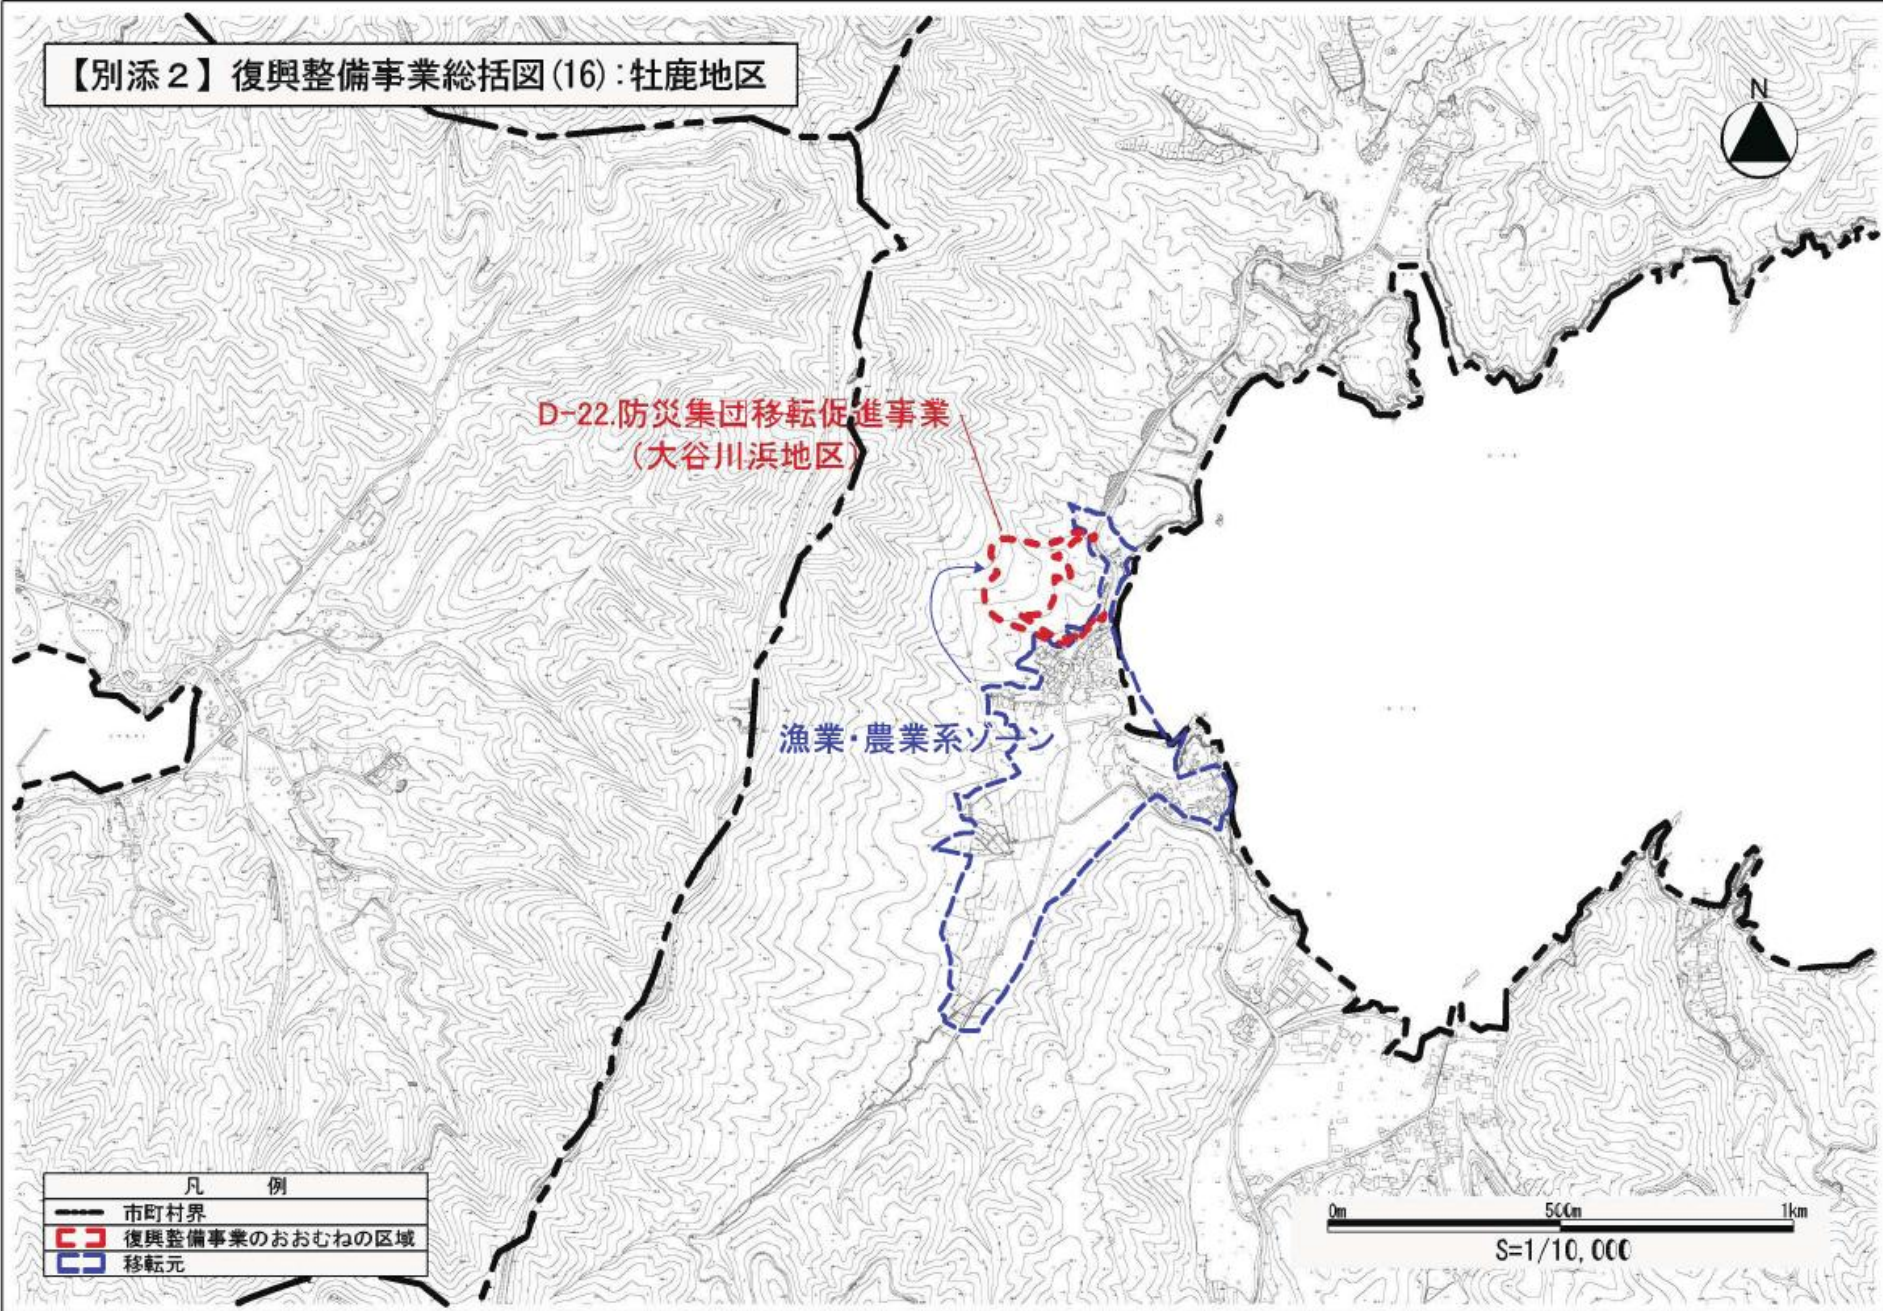 【別添２】復興整備事業総括図(16):牡鹿地区
N
D-22.防災集団移転促進事業
（大谷川浜地区）
漁業・農業系ゾーン
凡　例
市町村界
復興整備事業のおおむねの区域
移転元
0m 500m 1km
S=1/10,000